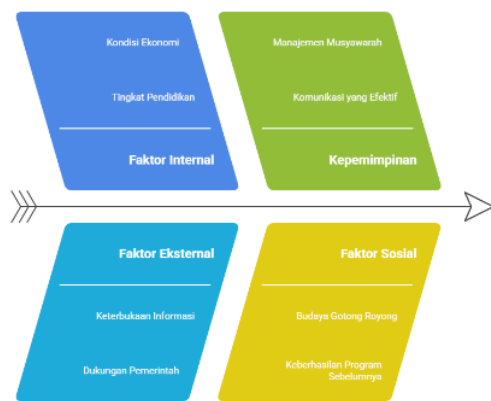 Kondisi Ekonomi
Tingkat Pendidikan
Faktor Internal
Manajemen Musyawarah
Komunikasi yang Efektif
Kepemimpinan
Faktor Eksternal
Keterbukaan Informasi
Dukungan Pemerintah
Faktor Sosial
Budaya Gotong Royong
Keberhasilan Program
Sebelumnya